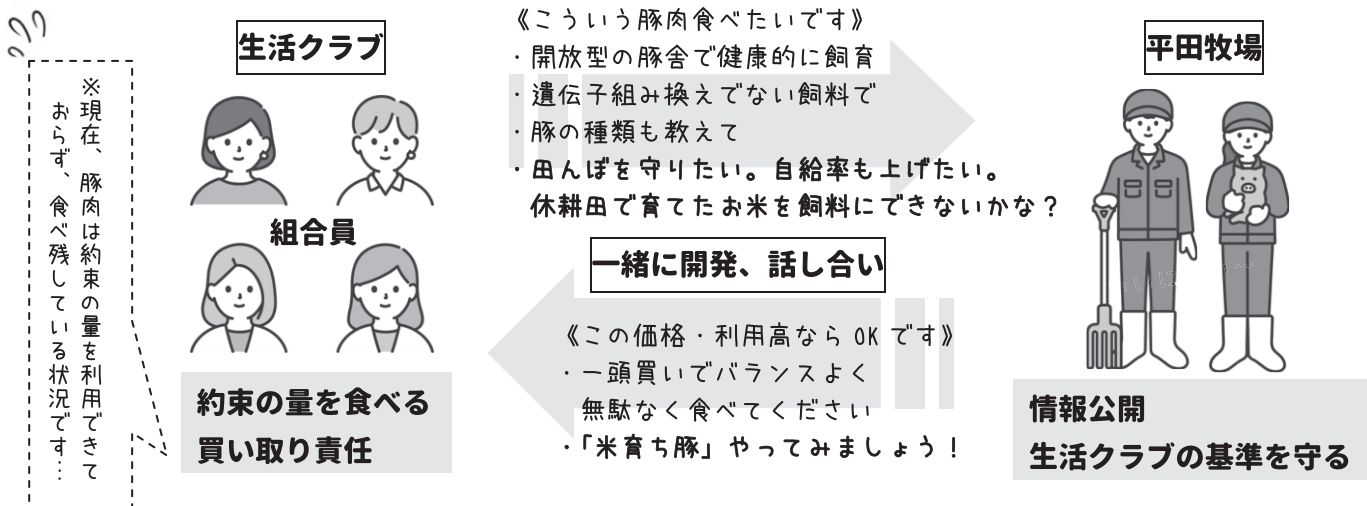 生活クラブ
組合員
約束の量を食べる
買い取り責任
※現在、豚肉は約束の量を利用できて
おらず、食べ残している状況です…
《こういう豚肉食べたいです》
・開放型の豚舎で健康的に飼育
・遺伝子組み換えでない飼料で
・豚の種類も教えて
・田んぼを守りたい。自給率も上げたい。
休耕田で育てたお米を飼料にできないかな？
一緒に開発、話し合い
《この価格・利用高なら OK です》
・一頭買いでバランスよく
無駄なく食べてください
・「米育ち豚」やってみましょう！
平田牧場
情報公開
生活クラブの基準を守る